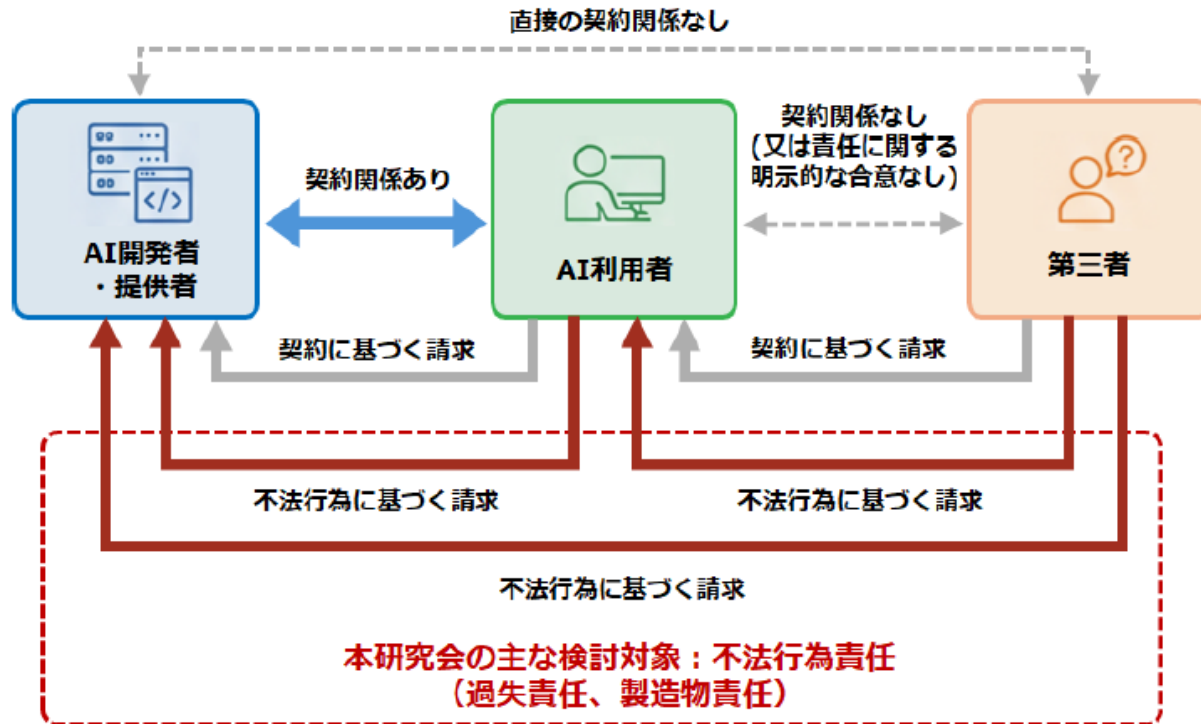 直接の契約関係なし
契約関係なし
(又は責任に関する
明示的な合意なし)
契約関係あり
?
</>
AI開発者
・提供者
AI利用者
第三者
契約に基づく請求
契約に基づく請求
不法行為に基づく請求
不法行為に基づく請求
不法行為に基づく請求
本研究会の主な検討対象：不法行為責任
（過失責任、製造物責任）